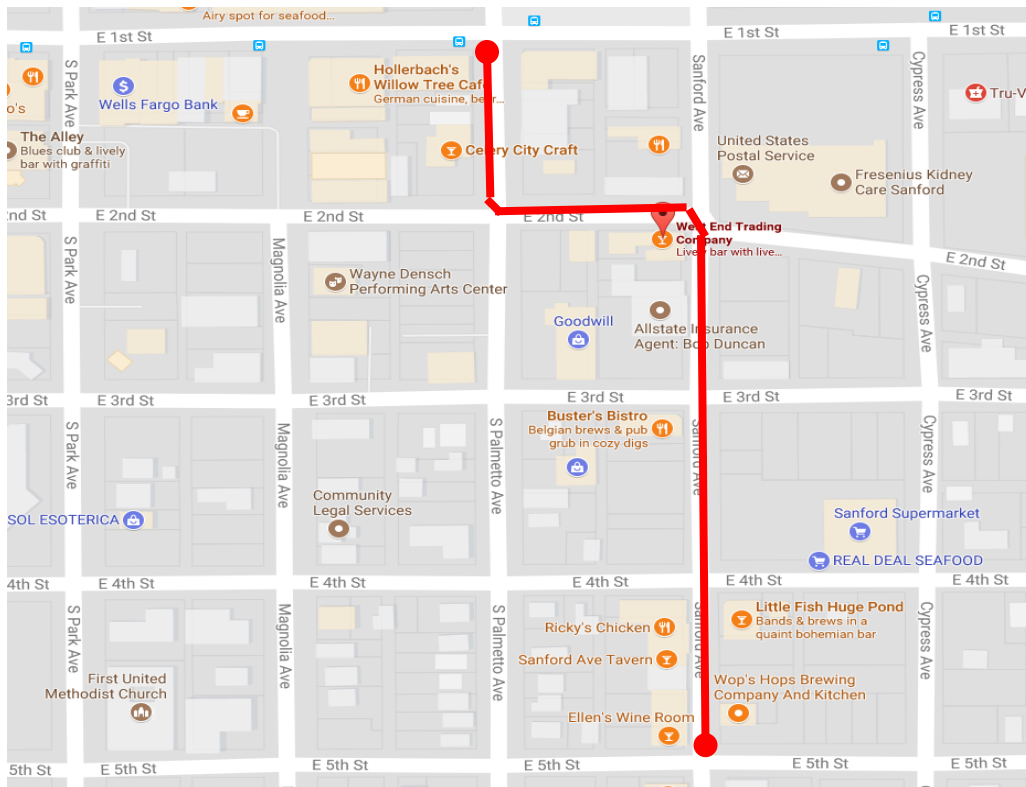 Airy spot for seafood...
E 1st St
E 1st St
E 1st St
S Park Ave
Sanford Ave
Cypress Ave
Hollerbach's
Willow Tree Cafe
German cuisine, beer...
Wells Fargo Bank
o's
Tru-V
The Alley
Blues club & lively
bar with graffiti
Celery City Craft
United States
Postal Service
Fresenius Kidney
Care Sanford
2nd St
E 2nd St
E 2nd St
E 2nd St
E 2nd St
West End Trading
Company
Lively bar with live...
S Park Ave
Magnolia Ave
Cypress Ave
Wayne Densch
Performing Arts Center
Goodwill
Allstate Insurance
Agent: Bob Duncan
3rd St
E 3rd St
E 3rd St
E 3rd St
E 3rd St
E 3rd St
Buster's Bistro
Belgian brews & pub
grub in cozy digs
S Park Ave
Magnolia Ave
S Palmetto Ave
Sanford Ave
Cypress Ave
Community
Legal Services
SOL ESOTERICA
Sanford Supermarket
REAL DEAL SEAFOOD
4th St
E 4th St
E 4th St
E 4th St
E 4th St
E 4th St
S Park Ave
Magnolia Ave
S Palmetto Ave
Sanford Ave
Cypress Ave
Little Fish Huge Pond
Bands & brews in a
quaint bohemian bar
Ricky's Chicken
Sanford Ave Tavern
First United
Methodist Church
Wop's Hops Brewing
Company And Kitchen
Ellen's Wine Room
5th St
E 5th St
E 5th St
E 5th St
E 5th St
E 5th St